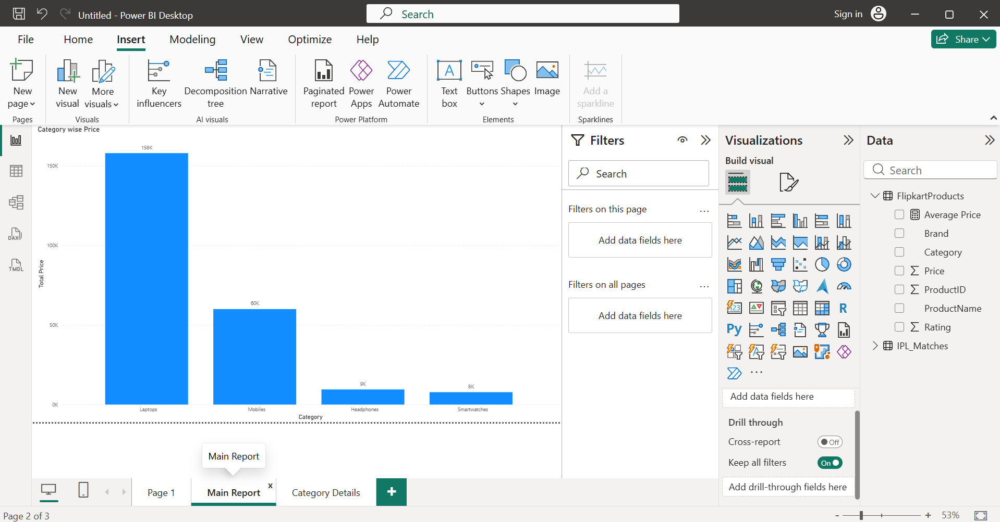 Untitled - Power BI Desktop
Search
Sign in
File
Home
Insert
Modeling
View
Optimize
Help
Share
New page
New visual
More visuals
Key influencers
Decomposition tree
Narrative
Paginated report
Power Apps
Power Automate
Text box
Buttons
Shapes
Image
Add a sparkline
Pages
Visuals
AI visuals
Power Platform
Elements
Sparklines
DAX
TMDL
Category wise Price
158K
150K
100K
60K
50K
9K
8K
0K
Total Price
Laptops
Mobiles
Headphones
Smartwatches
Category
Filters
Search
Filters on this page
...
Add data fields here
Filters on all pages
...
Add data fields here
Visualizations
Build visual
123
R
Py
A
...
Add data fields here
Drill through
Cross-report
Off
Keep all filters
On
Add drill-through fields here
Data
Search
FlipkartProducts
Average Price
Brand
Category
∑ Price
∑ ProductID
ProductName
∑ Rating
IPL_Matches
Main Report
Page 1
Main Report
x
Category Details
+
Page 2 of 3
- + 53%